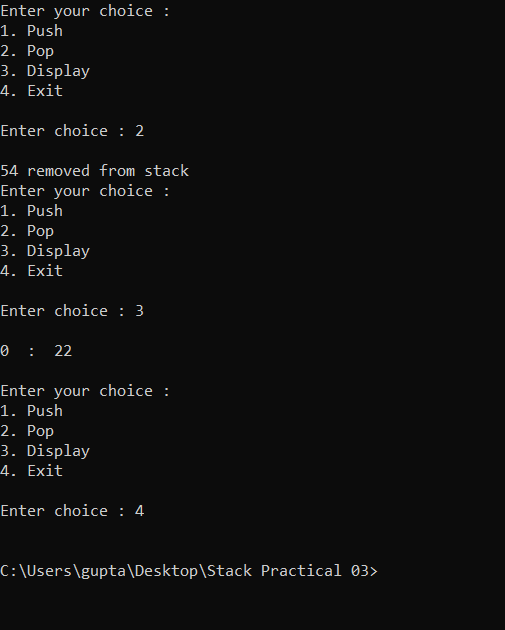 Enter your choice :
1. Push
2. Pop
3. Display
4. Exit
Enter choice : 2
54 removed from stack
Enter your choice :
1. Push
2. Pop
3. Display
4. Exit
Enter choice : 3
0  :  22
Enter your choice :
1. Push
2. Pop
3. Display
4. Exit
Enter choice : 4
C:\Users\gupta\Desktop\Stack Practical 03>